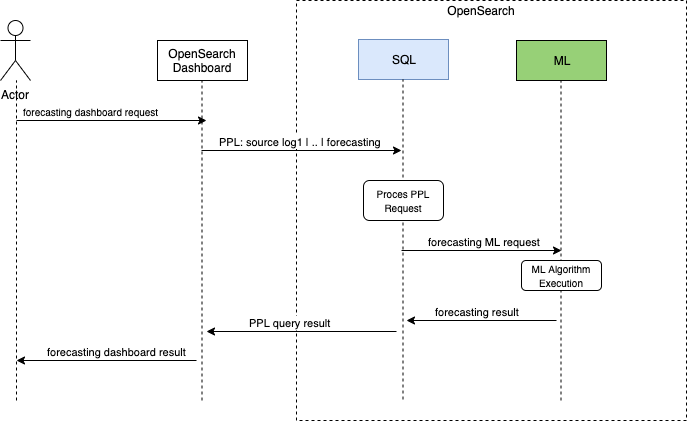 OpenSearch
OpenSearch
Dashboard
SQL
ML
Actor
forecasting dashboard request
PPL: source log1 | .. | forecasting
Proces PPL
Request
forecasting ML request
ML Algorithm
Execution
forecasting result
PPL query result
forecasting dashboard result